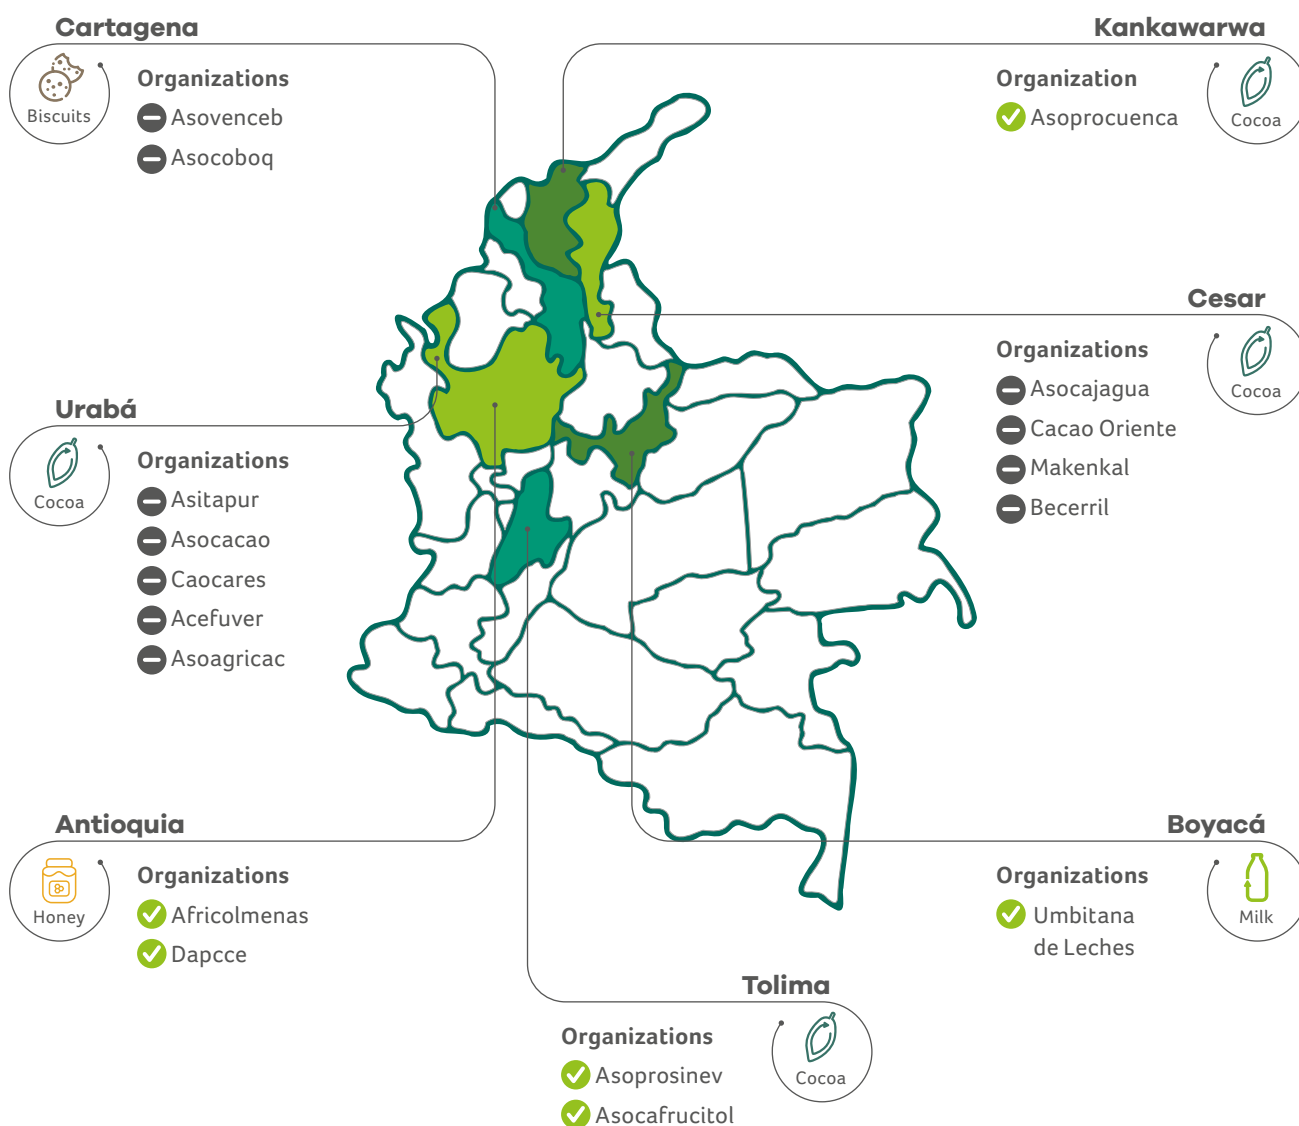 Cartagena
Biscuits
Organizations
Asovenceb
Asocoboq
Kankawarwa
Organization
Asoprocuenca
Cocoa
Cesar
Organizations
Asocajagua
Cacao Oriente
Makenkal
Becerril
Cocoa
Urabá
Cocoa
Organizations
Asitapur
Asocacao
Caocares
Acefuver
Asoagricac
Antioquia
Honey
Organizations
Africolmenas
Dapcce
Boyacá
Organizations
Umbitana
de Leches
Milk
Tolima
Organizations
Asoprosinev
Asocafrucitol
Cocoa